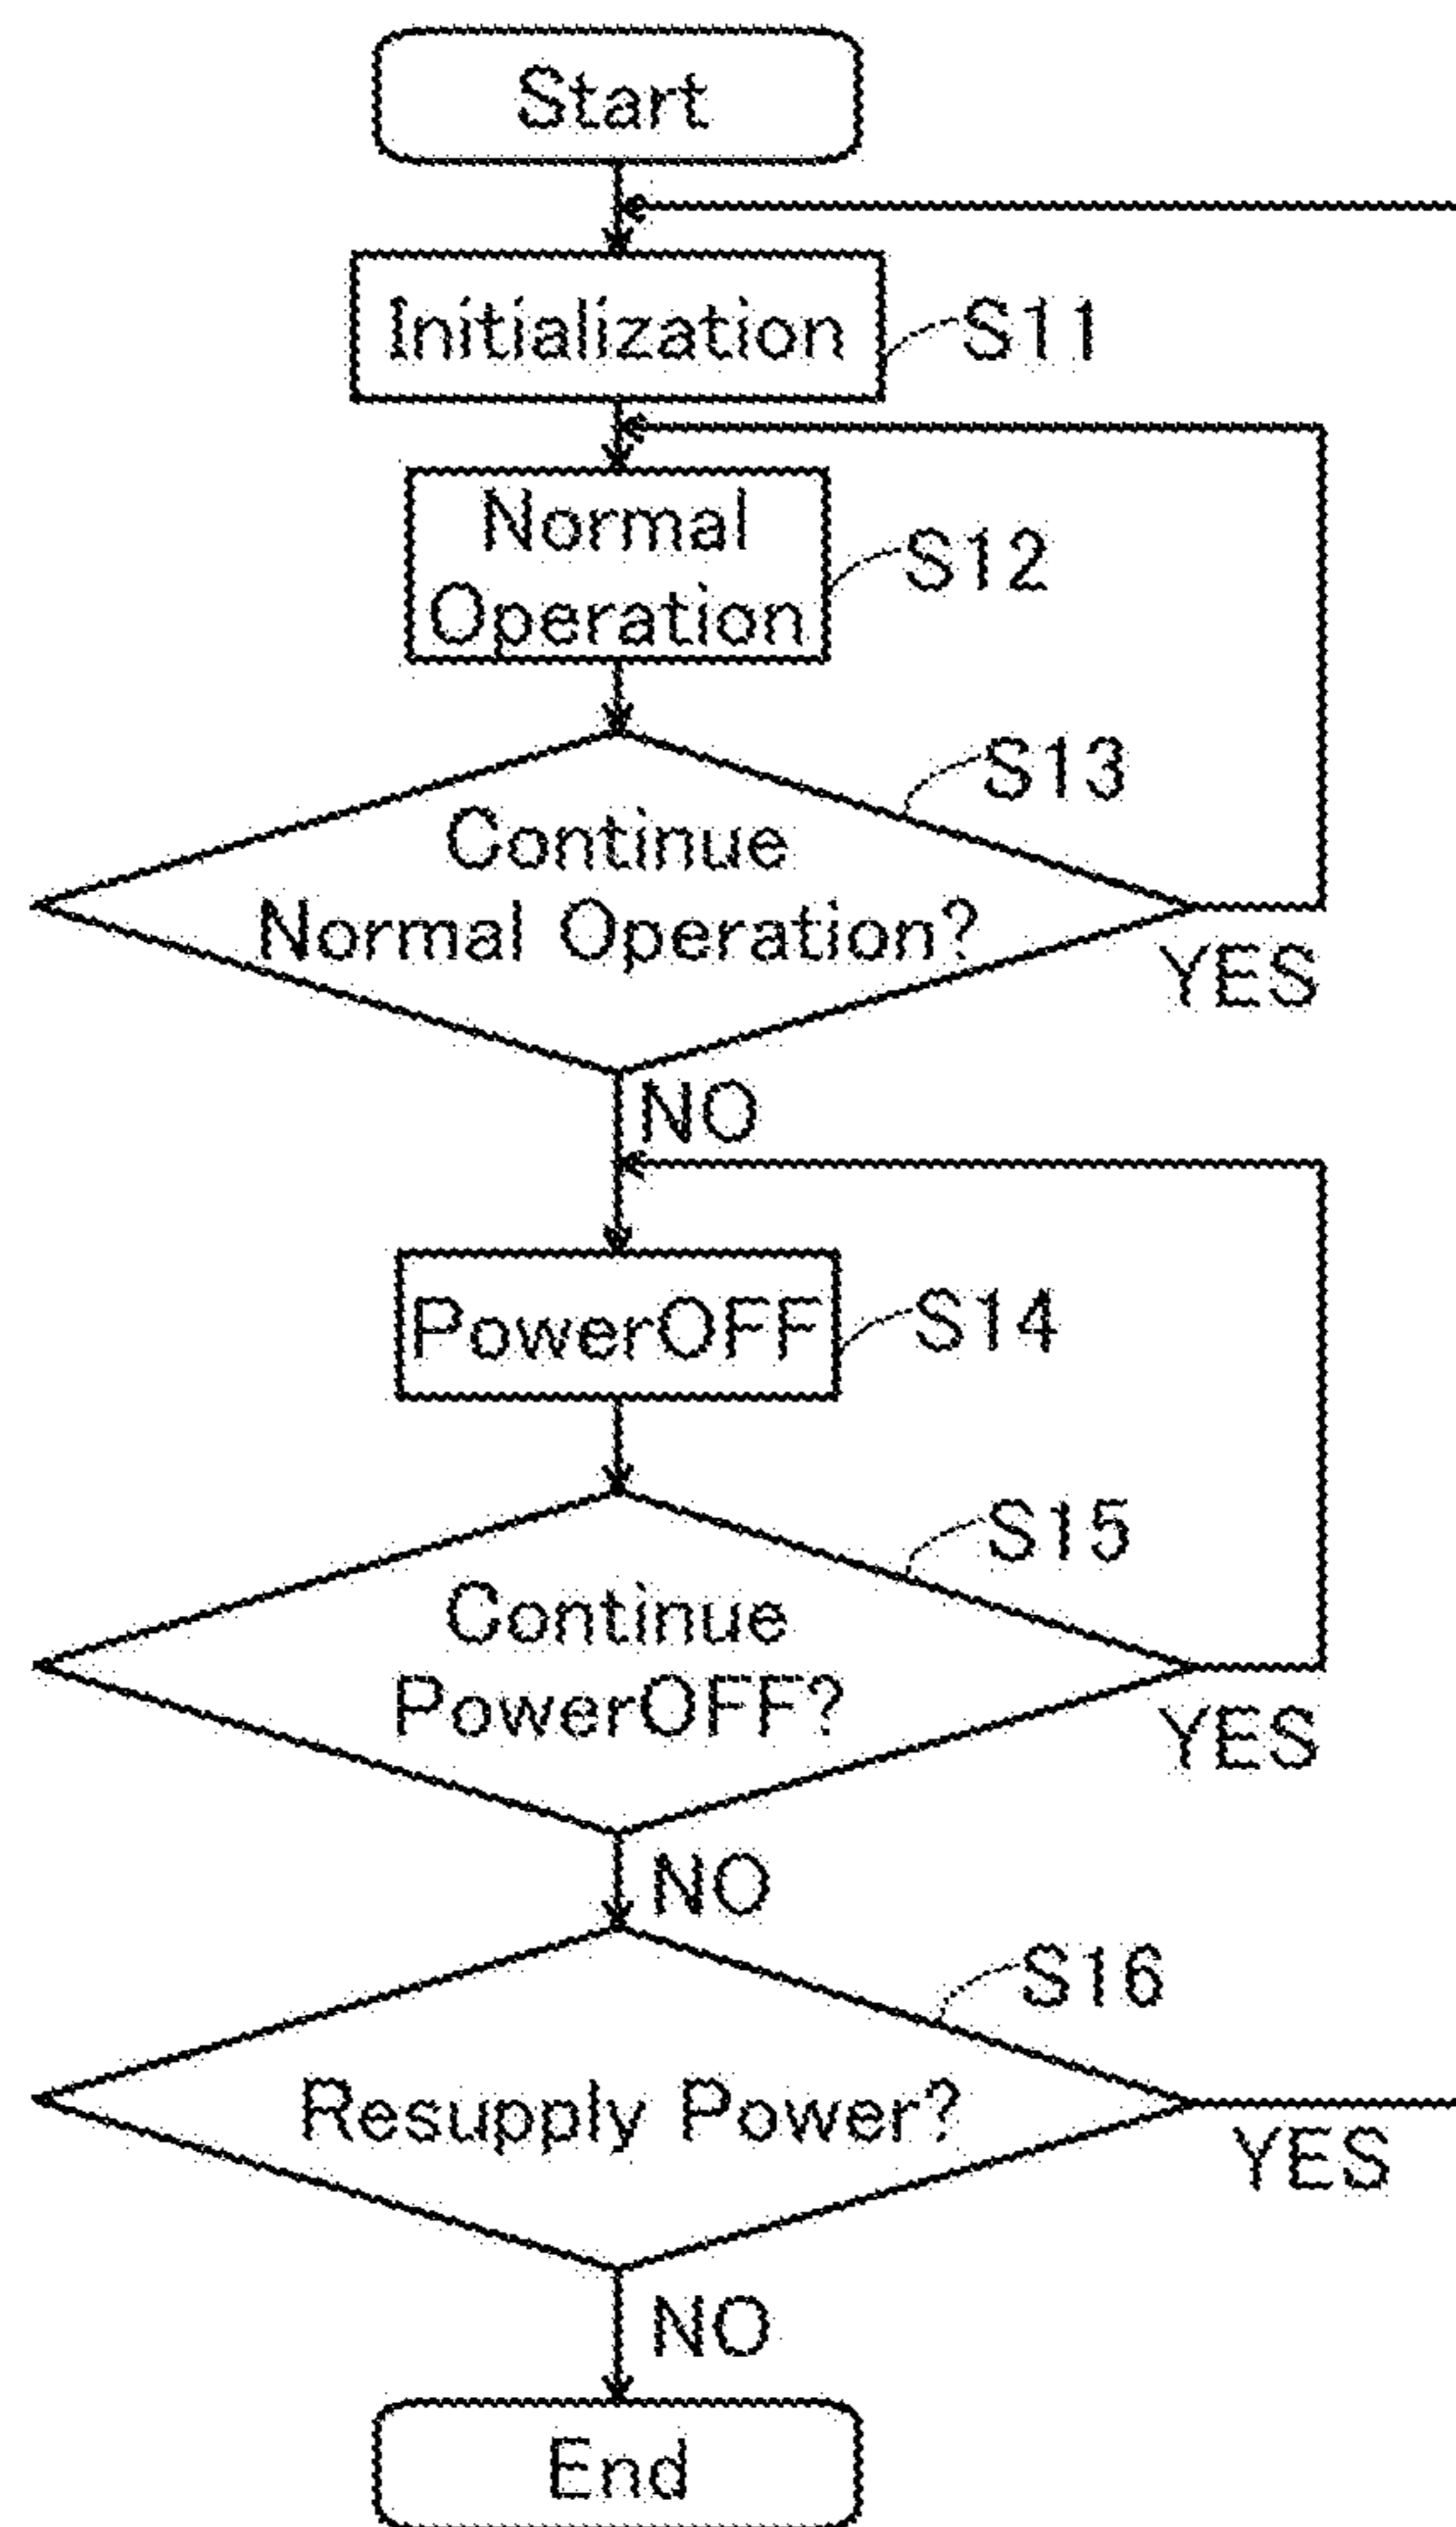 Start
Initialization
S11
Normal
Operation
S12
S13
Continue
Normal Operation?
YES
NO
PowerOFF
S14
S15
Continue
PowerOFF?
YES
NO
S16
Resupply Power?
YES
NO
End